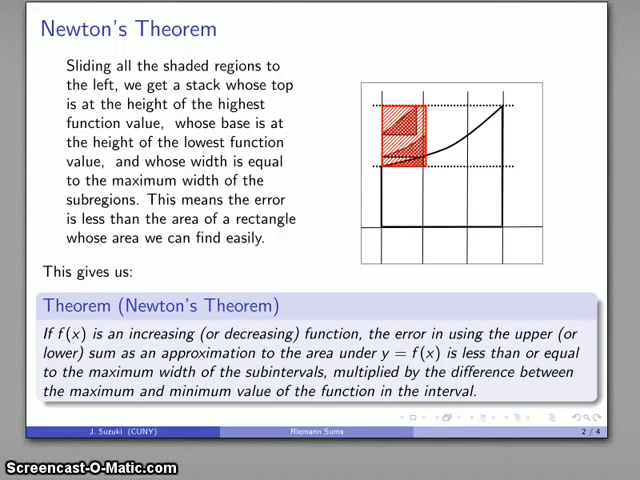 Newton's Theorem
Sliding all the shaded regions to
the left, we get a stack whose top
is at the height of the highest
function value, whose base is at
the height of the lowest function
value, and whose width is equal
to the maximum width of the
subregions. This means the error
is less than the area of a rectangle
whose area we can find easily.
This gives us:
Theorem (Newton's Theorem)
If f(x) is an increasing (or decreasing) function, the error in using the upper (or
lower) sum as an approximation to the area under y = f(x) is less than or equal
to the maximum width of the subintervals, multiplied by the difference between
the maximum and minimum value of the function in the interval.
J. Suzuki (CUNY)
Riemann Sums
2 / 4
Screencast-O-Matic.com